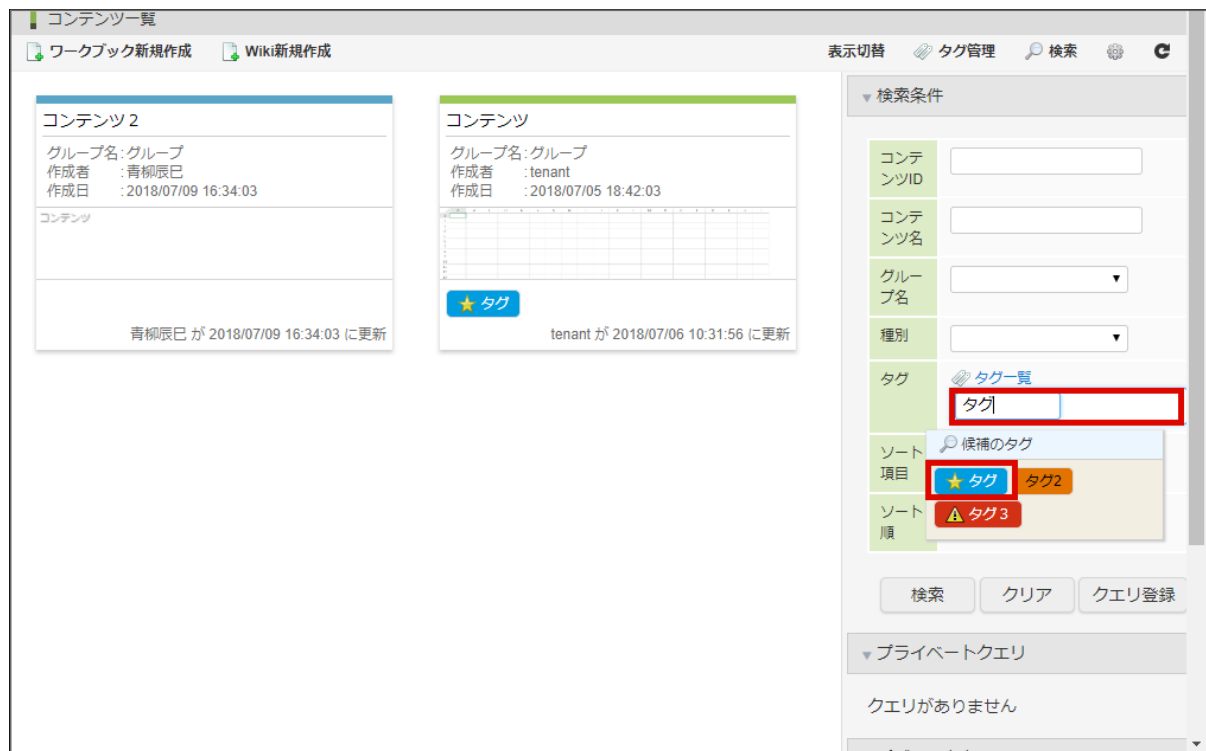 コンテンツ一覧
ワークブック新規作成 Wiki新規作成 表示切替 タグ管理 検索
コンテンツ2
グループ名:グループ
作成者 :青柳辰巳
作成日 :2018/07/09 16:34:03
コンテンツ
青柳辰巳 が 2018/07/09 16:34:03 に更新
コンテンツ
グループ名:グループ
作成者 :tenant
作成日 :2018/07/05 18:42:03
タグ
tenant が 2018/07/06 10:31:56 に更新
検索条件
コンテ
ンツID
コンテ
ンツ名
グルー
プ名
種別
タグ
タグ一覧
タグ
候補のタグ
タグ タグ2
タグ3
ソート
項目
ソート
順
検索 クリア クエリ登録
プライベートクエリ
クエリがありません